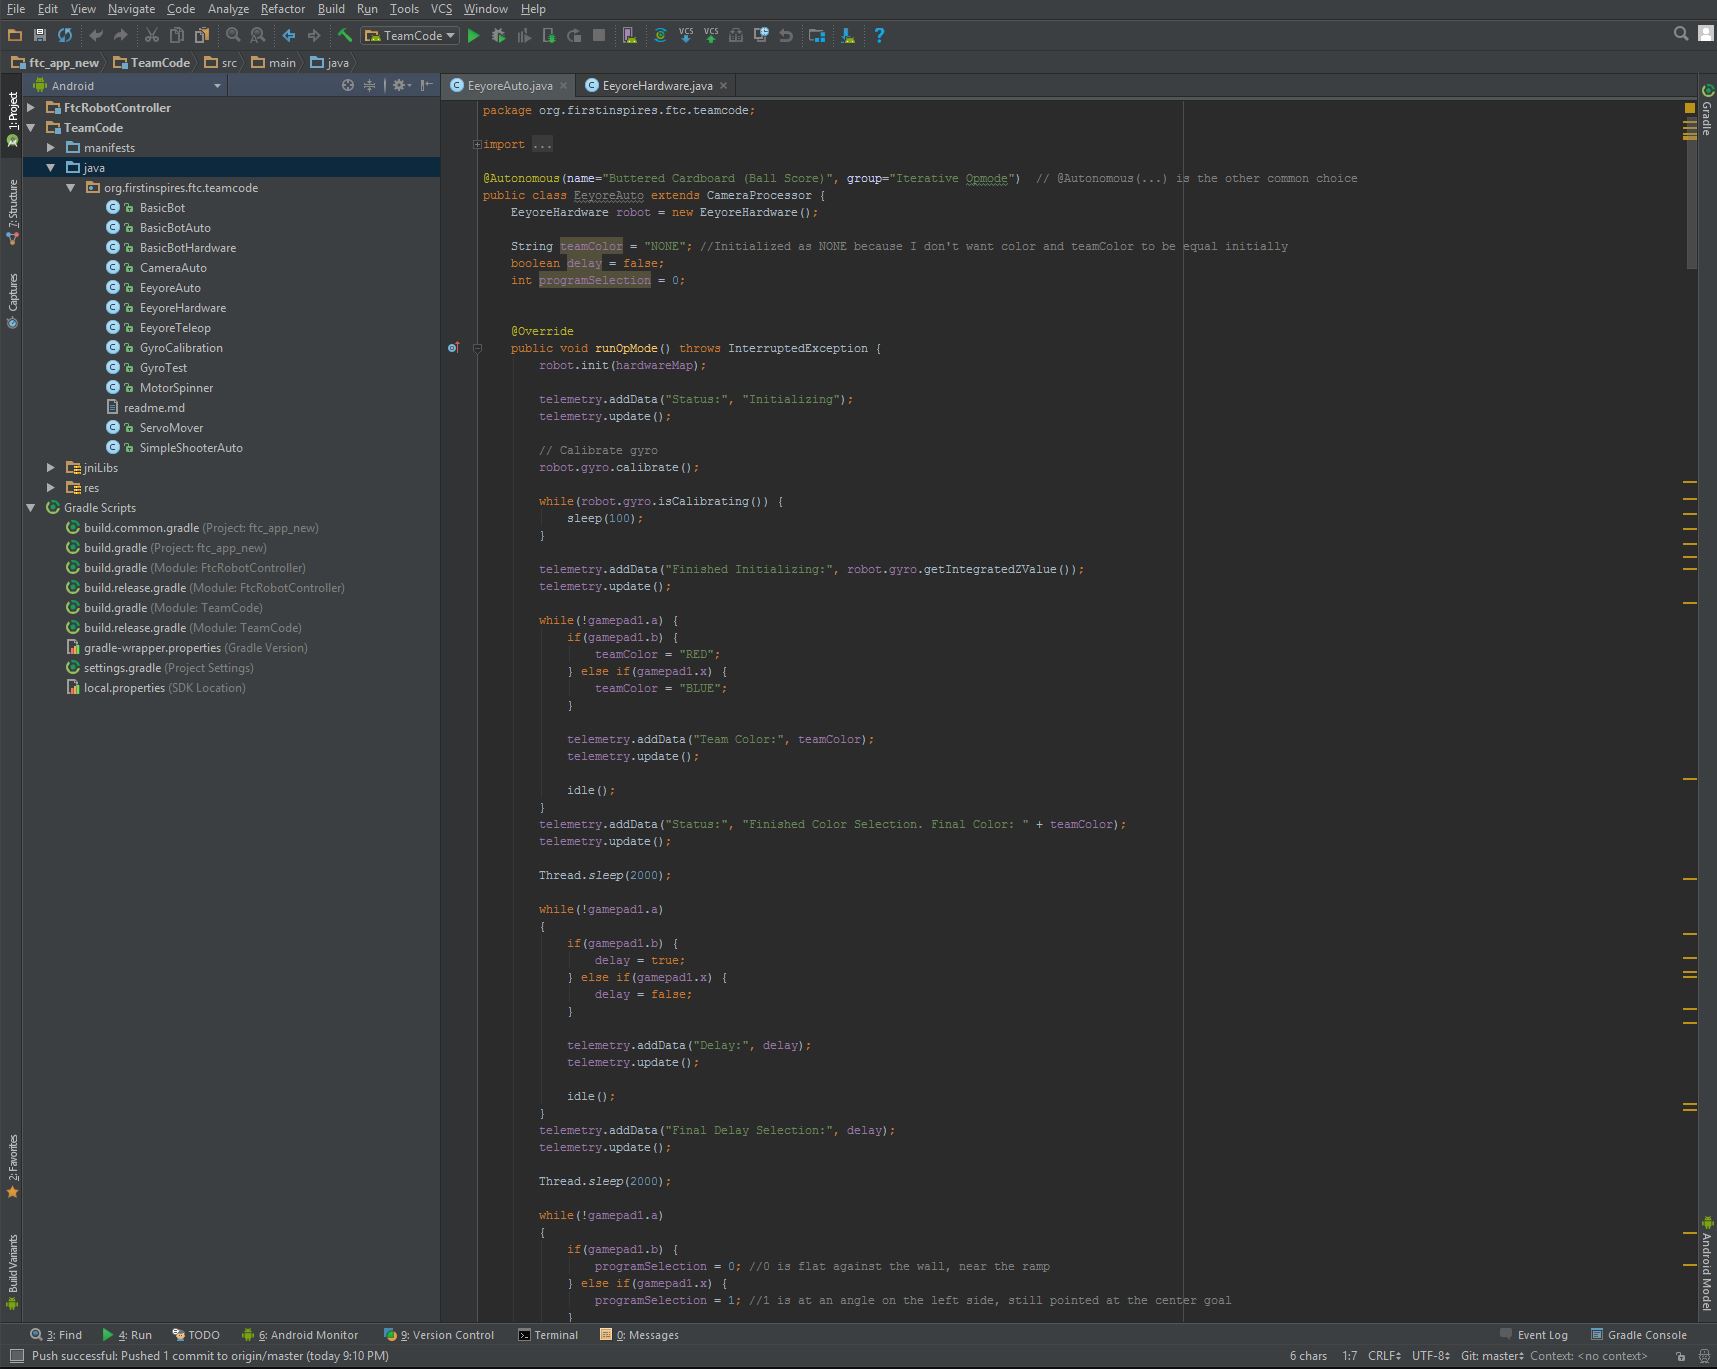 File Edit View Navigate Code Analyze Refactor Build Run Tools VCS Window Help
TeamCode
VCS VCS
ftc_app_new TeamCode src main java
Android
EeyoreAuto.java EeyoreHardware.java
1: Project
7: Structure
Captures
2: Favorites
Build Variants
FtcRobotController
TeamCode
manifests
java
org.firstinspires.ftc.teamcode
BasicBot
BasicBotAuto
BasicBotHardware
CameraAuto
EeyoreAuto
EeyoreHardware
EeyoreTeleop
GyroCalibration
GyroTest
MotorSpinner
readme.md
ServoMover
SimpleShooterAuto
jniLibs
res
Gradle Scripts
build.common.gradle (Project: ftc_app_new)
build.gradle (Project: ftc_app_new)
build.gradle (Module: FtcRobotController)
build.release.gradle (Module: FtcRobotController)
build.gradle (Module: TeamCode)
build.release.gradle (Module: TeamCode)
gradle-wrapper.properties (Gradle Version)
settings.gradle (Project Settings)
local.properties (SDK Location)
package org.firstinspires.ftc.teamcode;
import ...
@Autonomous(name="Buttered Cardboard (Ball Score)", group="Iterative Opmode")  // @Autonomous(...) is the other common choice
public class EeyoreAuto extends CameraProcessor {
EeyoreHardware robot = new EeyoreHardware();
String teamColor = "NONE"; //Initialized as NONE because I don't want color and teamColor to be equal initially
boolean delay = false;
int programSelection = 0;
@Override
public void runOpMode() throws InterruptedException {
robot.init(hardwareMap);
telemetry.addData("Status:", "Initializing");
telemetry.update();
// Calibrate gyro
robot.gyro.calibrate();
while(robot.gyro.isCalibrating()) {
sleep(100);
}
telemetry.addData("Finished Initializing:", robot.gyro.getIntegratedZValue());
telemetry.update();
while(!gamepad1.a) {
if(gamepad1.b) {
teamColor = "RED";
} else if(gamepad1.x) {
teamColor = "BLUE";
}
telemetry.addData("Team Color:", teamColor);
telemetry.update();
idle();
}
telemetry.addData("Status:", "Finished Color Selection. Final Color: " + teamColor);
telemetry.update();
Thread.sleep(2000);
while(!gamepad1.a)
{
if(gamepad1.b) {
delay = true;
} else if(gamepad1.x) {
delay = false;
}
telemetry.addData("Delay:", delay);
telemetry.update();
idle();
}
telemetry.addData("Final Delay Selection:", delay);
telemetry.update();
Thread.sleep(2000);
while(!gamepad1.a)
{
if(gamepad1.b) {
programSelection = 0; //0 is flat against the wall, near the ramp
} else if(gamepad1.x) {
programSelection = 1; //1 is at an angle on the left side, still pointed at the center goal
}
Gradle
Android Model
3: Find 4: Run TODO 6: Android Monitor 9: Version Control Terminal 0: Messages Event Log Gradle Console
Push successful: Pushed 1 commit to origin/master (today 9:10 PM) 6 chars 1:7 CRLF UTF-8 Git: master Context: <no context>